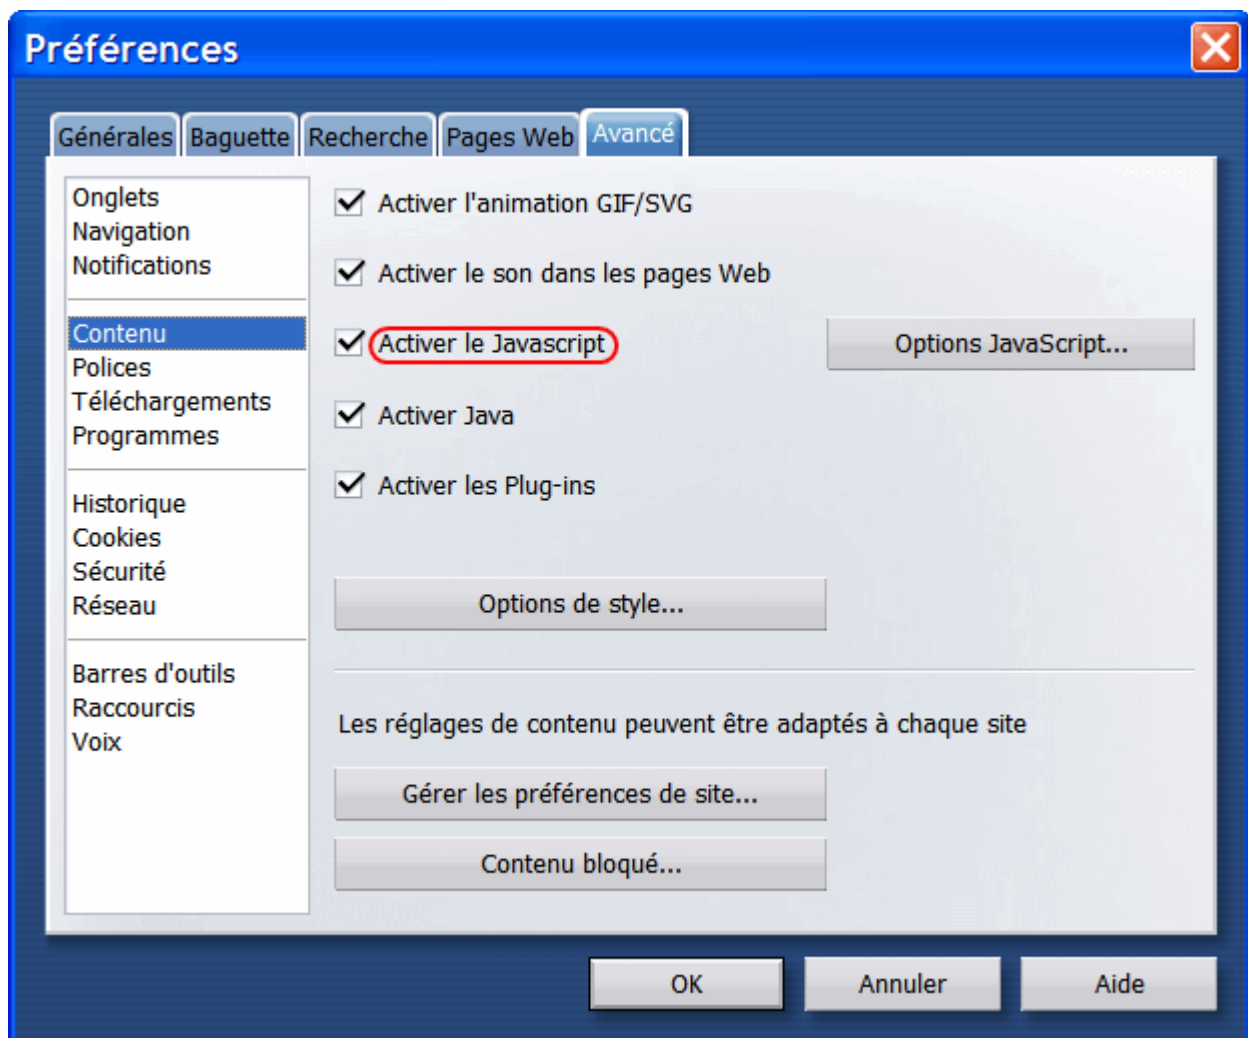 Préférences
Générales Baguette Recherche Pages Web Avancé
Onglets
Navigation
Notifications
Contenu
Polices
Téléchargements
Programmes
Historique
Cookies
Sécurité
Réseau
Barres d'outils
Raccourcis
Voix
Activer l'animation GIF/SVG
Activer le son dans les pages Web
Activer le Javascript
Options JavaScript...
Activer Java
Activer les Plug-ins
Options de style...
Les réglages de contenu peuvent être adaptés à chaque site
Gérer les préférences de site...
Contenu bloqué...
OK Annuler Aide